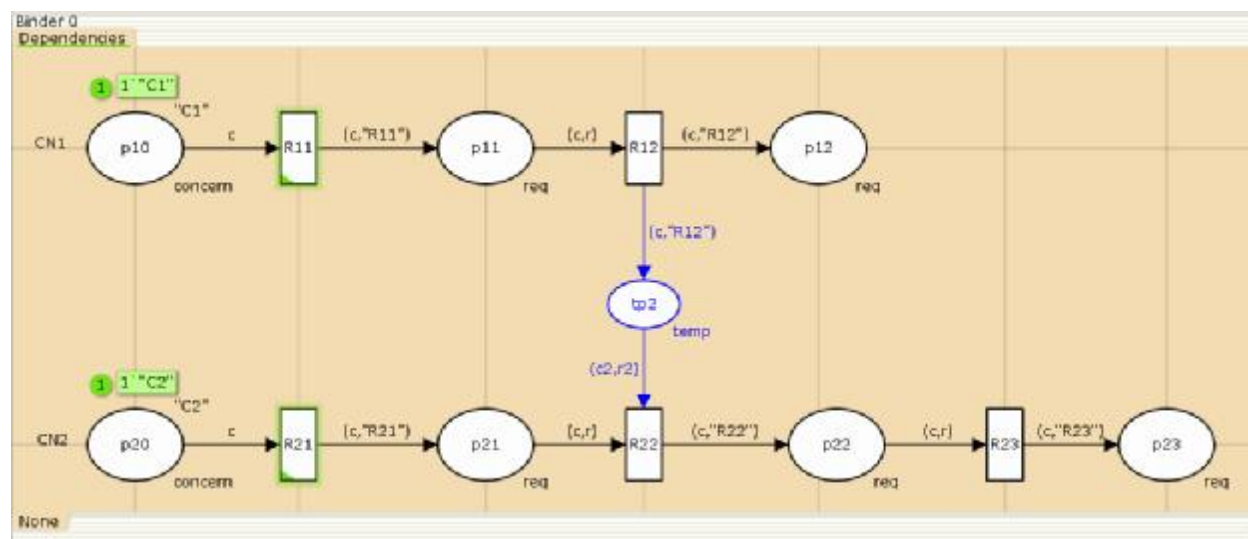 Binder 0
Dependencies
1 1`"C1"
"C1"
CN1 p10 c R11 (c,"R11") p11 (c,r) R12 (c,"R12") p12
concern req req
(c,"R12")
tp2
temp
(c2,r2)
1 1`"C2"
"C2"
CN2 p20 c R21 (c,"R21") p21 (c,r) R22 (c,"R22") p22 (c,r) R23 (c,"R23") p23
concern req req req
None